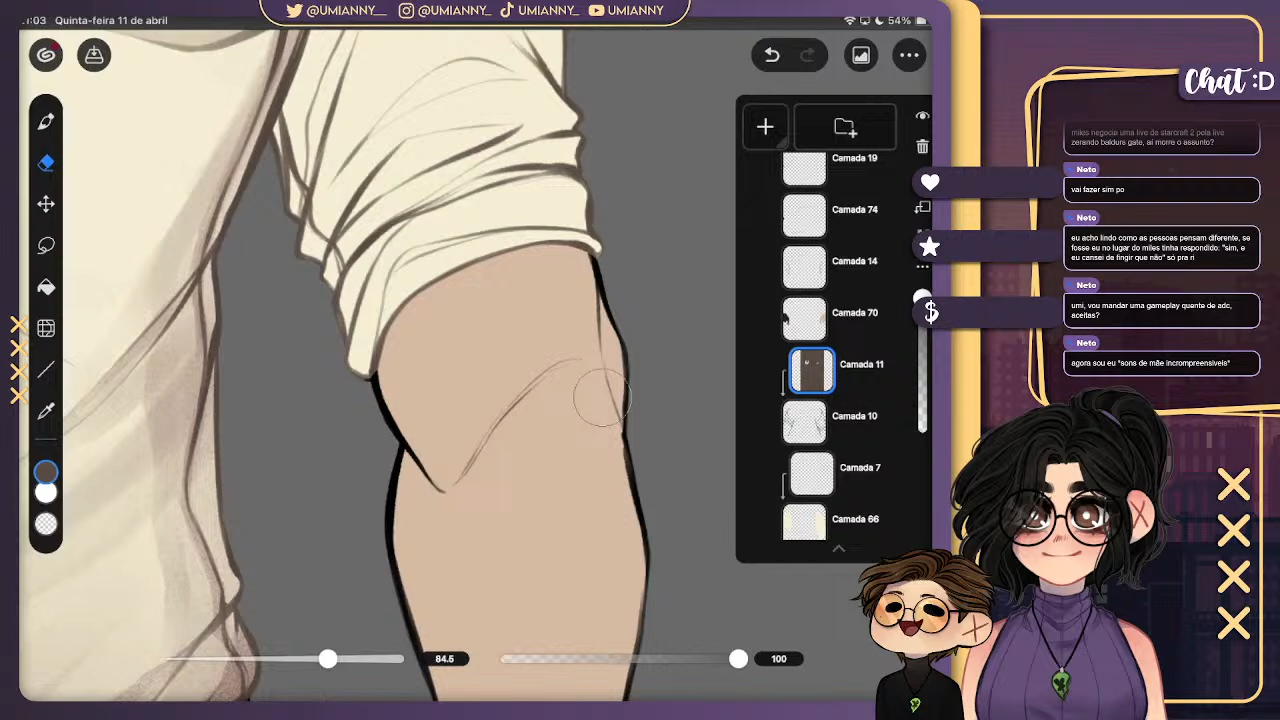 @UMIANNY__ @UMIANNY_ UMIANNY_ UMIANNY
:03 Quinta-feira 11 de abril
54%
Chat :D
miles negocia uma live de starcraft 2 pela live
zerando baldurs gate, ai morre o assunto?
Neto
vai fazer sim po
Neto
eu acho lindo como as pessoas pensam diferente, se
fosse eu no lugar do miles tinha respondido: "sim, e
eu cansei de fingir que não" só pra ri
Neto
umi, vou mandar uma gameplay quente de adc,
aceitas?
Neto
agora sou eu *sons de mãe incrompreensiveis*
Camada 19
Camada 74
Camada 14
Camada 70
Camada 11
Camada 10
Camada 7
Camada 66
84.5
100